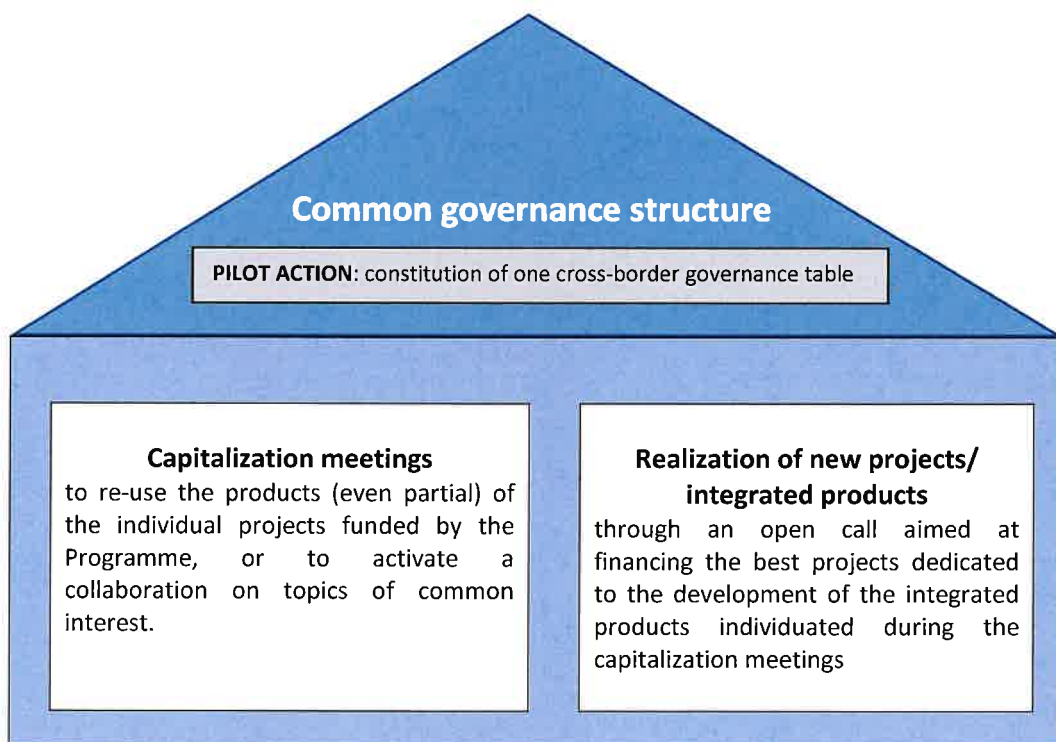 Common governance structure
PILOT ACTION: constitution of one cross-border governance table
Capitalization meetings
to re-use the products (even partial) of
the individual projects funded by the
Programme, or to activate a
collaboration on topics of common
interest.
Realization of new projects/
integrated products
through an open call aimed at
financing the best projects dedicated
to the development of the integrated
products individuated during the
capitalization meetings